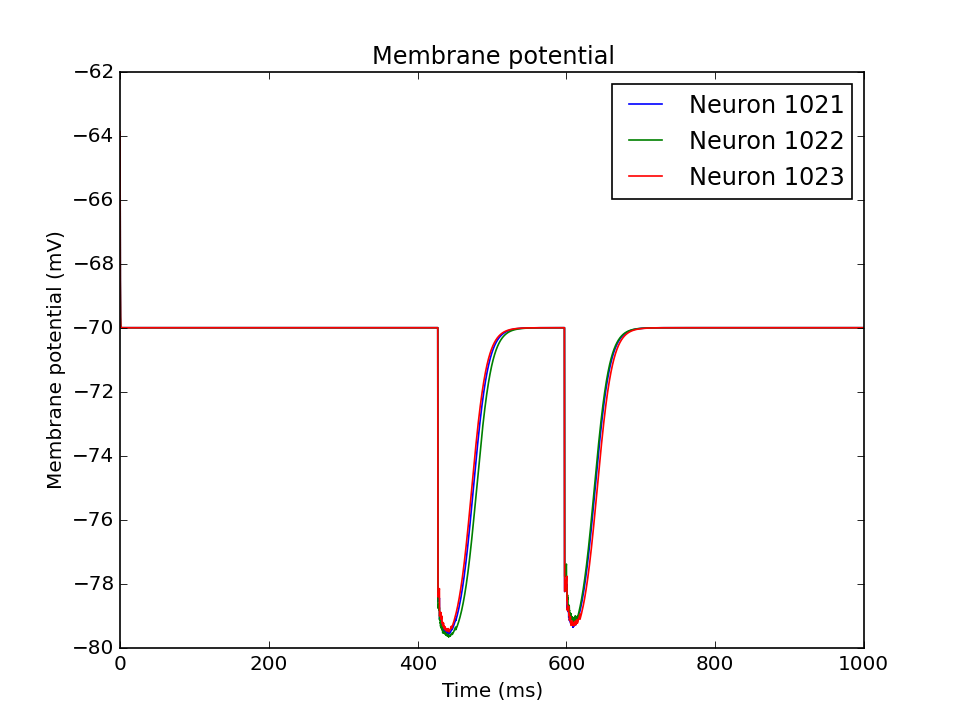 Membrane potential
Neuron 1021
Neuron 1022
Neuron 1023
Membrane potential (mV)
−62
−64
−66
−68
−70
−72
−74
−76
−78
−80
0 200 400 600 800 1000
Time (ms)